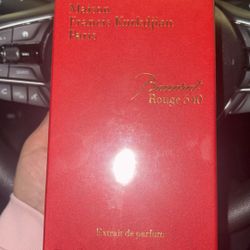 Maison
Francis Kurkdjian
Paris
Baccarat
Rouge 540
Extrait de parfum